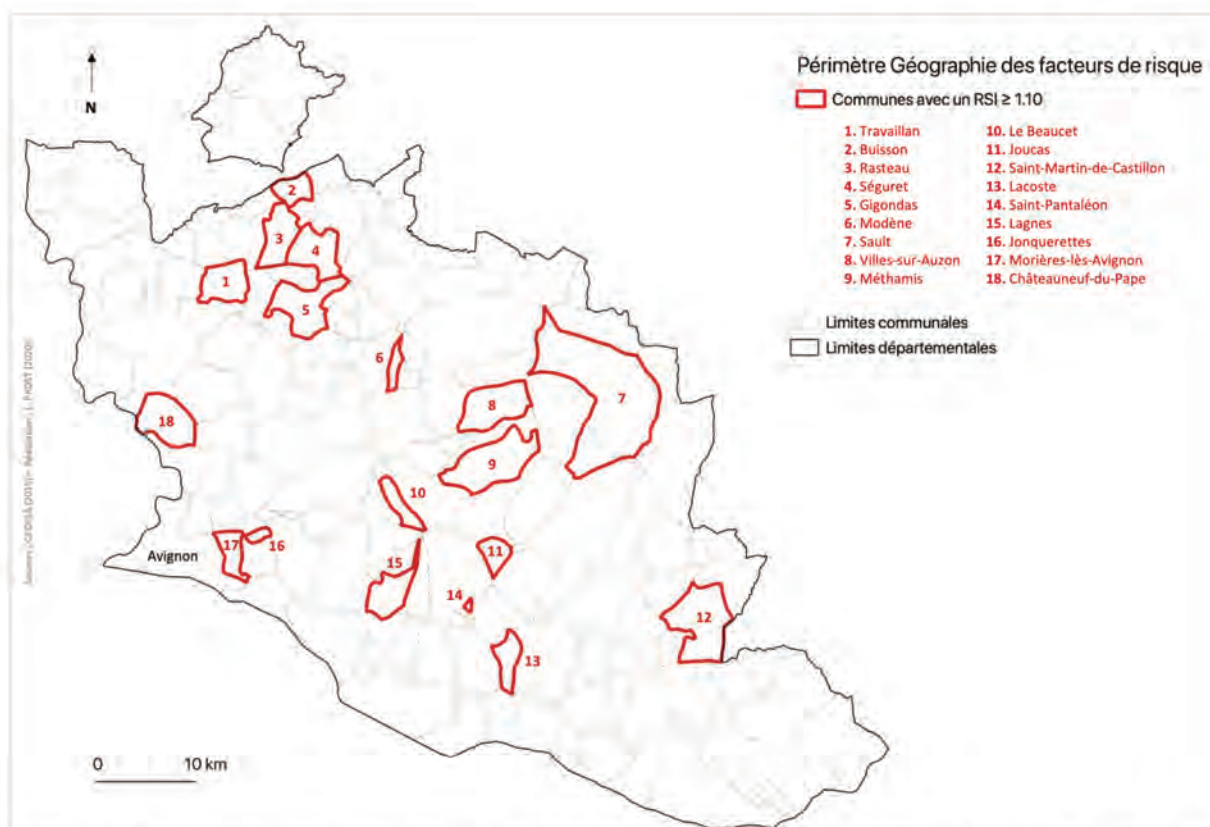 Périmètre Géographie des facteurs de risque
Communes avec un RSI ≥ 1.10
1. Travaillan
2. Buisson
3. Rasteau
4. Séguret
5. Gigondas
6. Modène
7. Sault
8. Villes-sur-Auzon
9. Méthamis
10. Le Beaucet
11. Joucas
12. Saint-Martin-de-Castillon
13. Lacoste
14. Saint-Pantaléon
15. Lagnes
16. Jonquerettes
17. Morières-lès-Avignon
18. Châteauneuf-du-Pape
Limites communales
Limites départementales
N
2
3
4
1
5
6
7
8
18
9
10
17
16
11
Avignon
15
14
12
13
0 10 km